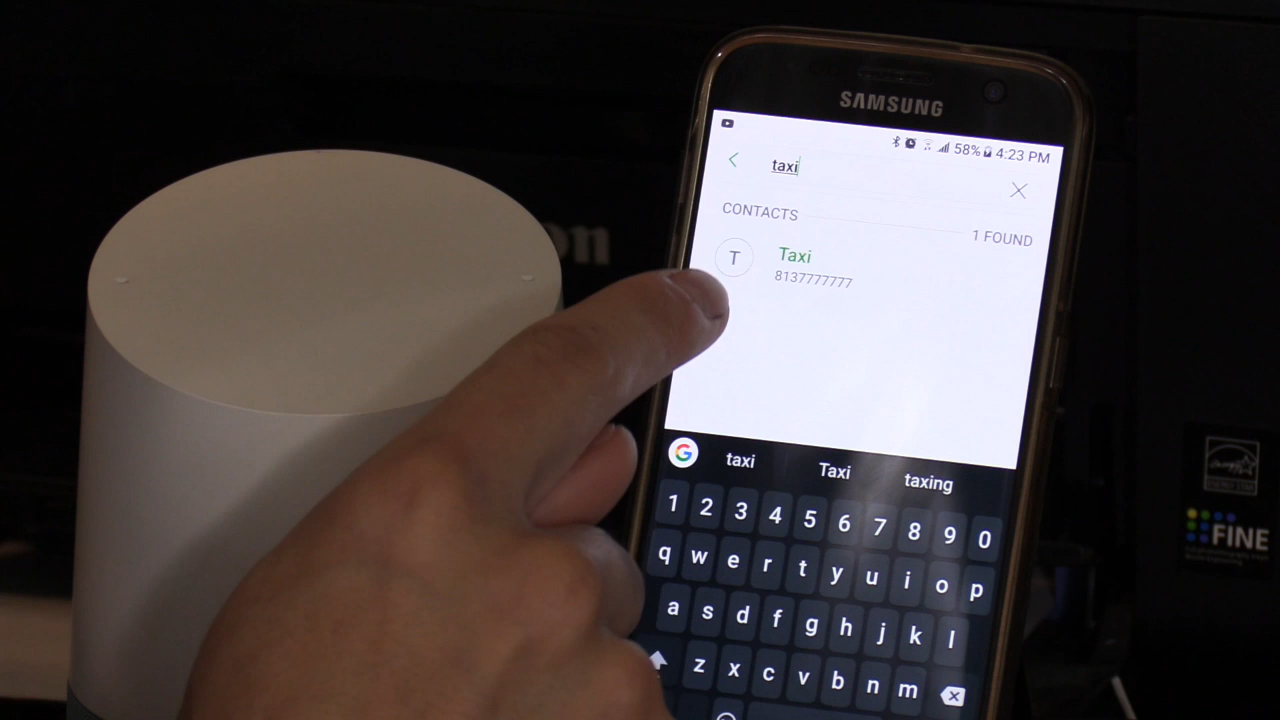 SAMSUNG
58% 4:23 PM
taxi
CONTACTS
1 FOUND
T
Taxi
8137777777
taxi Taxi taxing
1 2 3 4 5 6 7 8 9 0
q w e r t y u i o p
a s d f g h j k l
z x c v b n m
on
FINE